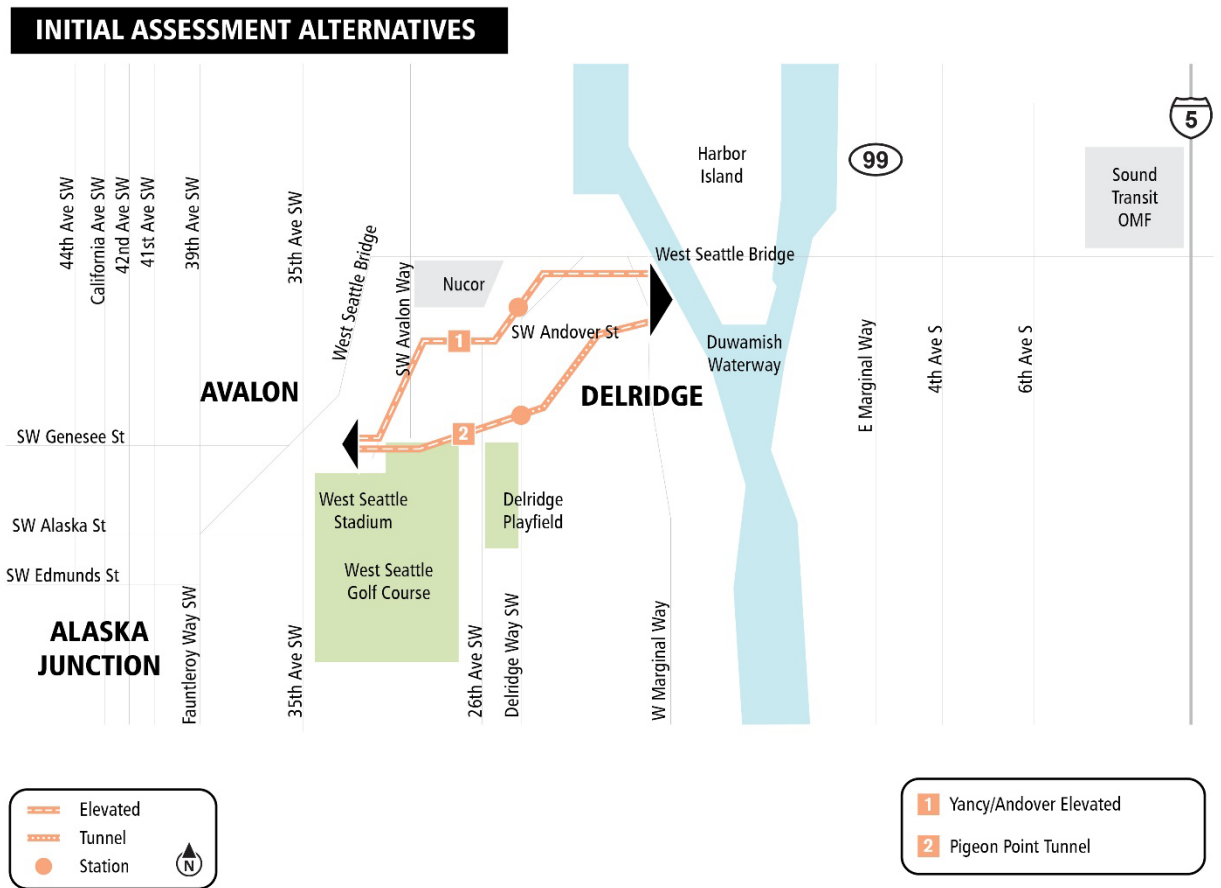 INITIAL ASSESSMENT ALTERNATIVES
5
99
Harbor
Island
Sound
Transit
OMF
44th Ave SW
California Ave SW
42nd Ave SW
41st Ave SW
39th Ave SW
35th Ave SW
West Seattle Bridge
SW Avalon Way
Nucor
West Seattle Bridge
1
SW Andover St
Duwamish
Waterway
E Marginal Way
4th Ave S
6th Ave S
AVALON
DELRIDGE
2
SW Genesee St
West Seattle
Stadium
Delridge
Playfield
SW Alaska St
SW Edmunds St
West Seattle
Golf Course
ALASKA
JUNCTION
Fauntleroy Way SW
35th Ave SW
26th Ave SW
Delridge Way SW
W Marginal Way
Elevated
Tunnel
Station
N
1 Yancy/Andover Elevated
2 Pigeon Point Tunnel